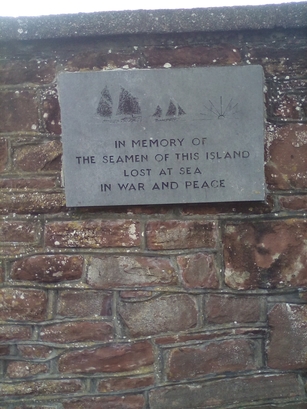 IN MEMORY OF
THE SEAMEN OF THIS ISLAND
LOST AT SEA
IN WAR AND PEACE